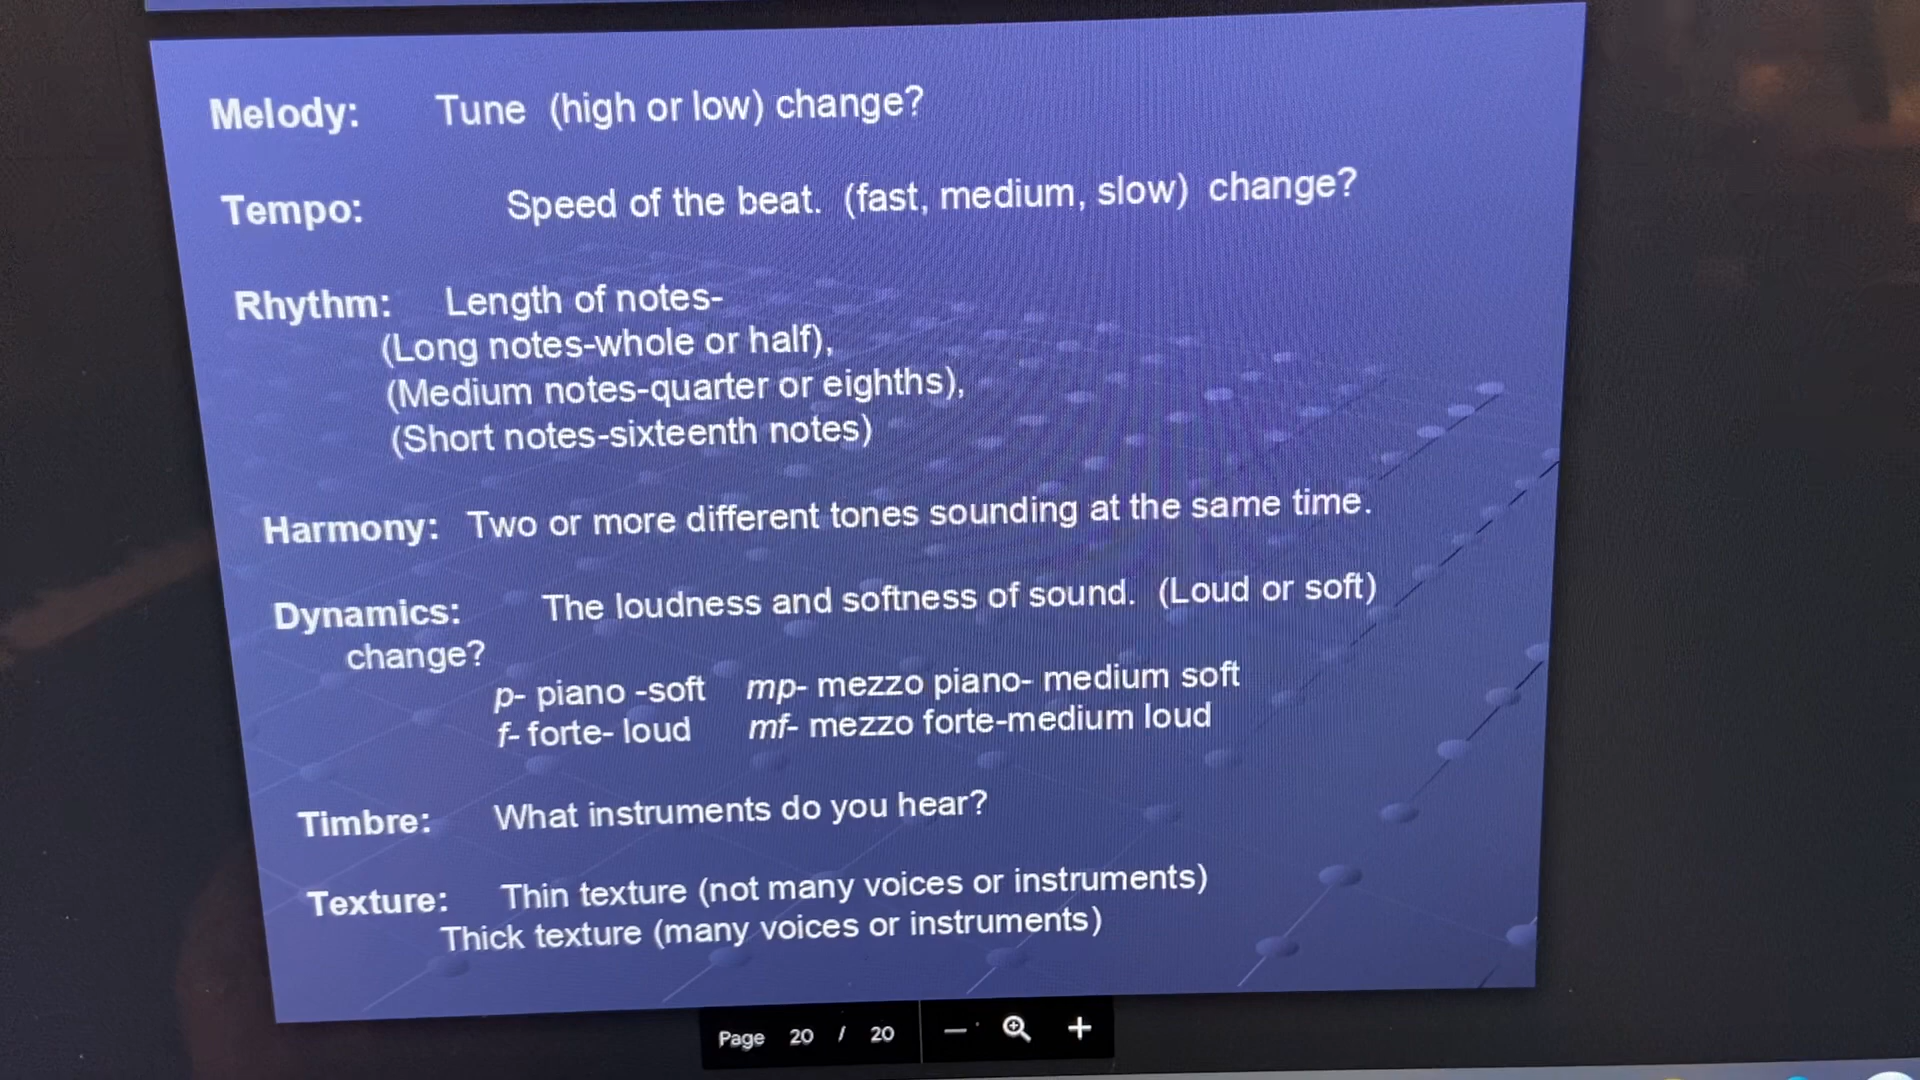 Melody: Tune (high or low) change?
Tempo: Speed of the beat. (fast, medium, slow) change?
Rhythm: Length of notes-
(Long notes-whole or half),
(Medium notes-quarter or eighths),
(Short notes-sixteenth notes)
Harmony: Two or more different tones sounding at the same time.
Dynamics: The loudness and softness of sound. (Loud or soft)
change?
p- piano -soft mp- mezzo piano- medium soft
f- forte- loud mf- mezzo forte-medium loud
Timbre: What instruments do you hear?
Texture: Thin texture (not many voices or instruments)
Thick texture (many voices or instruments)
Page 20 / 20